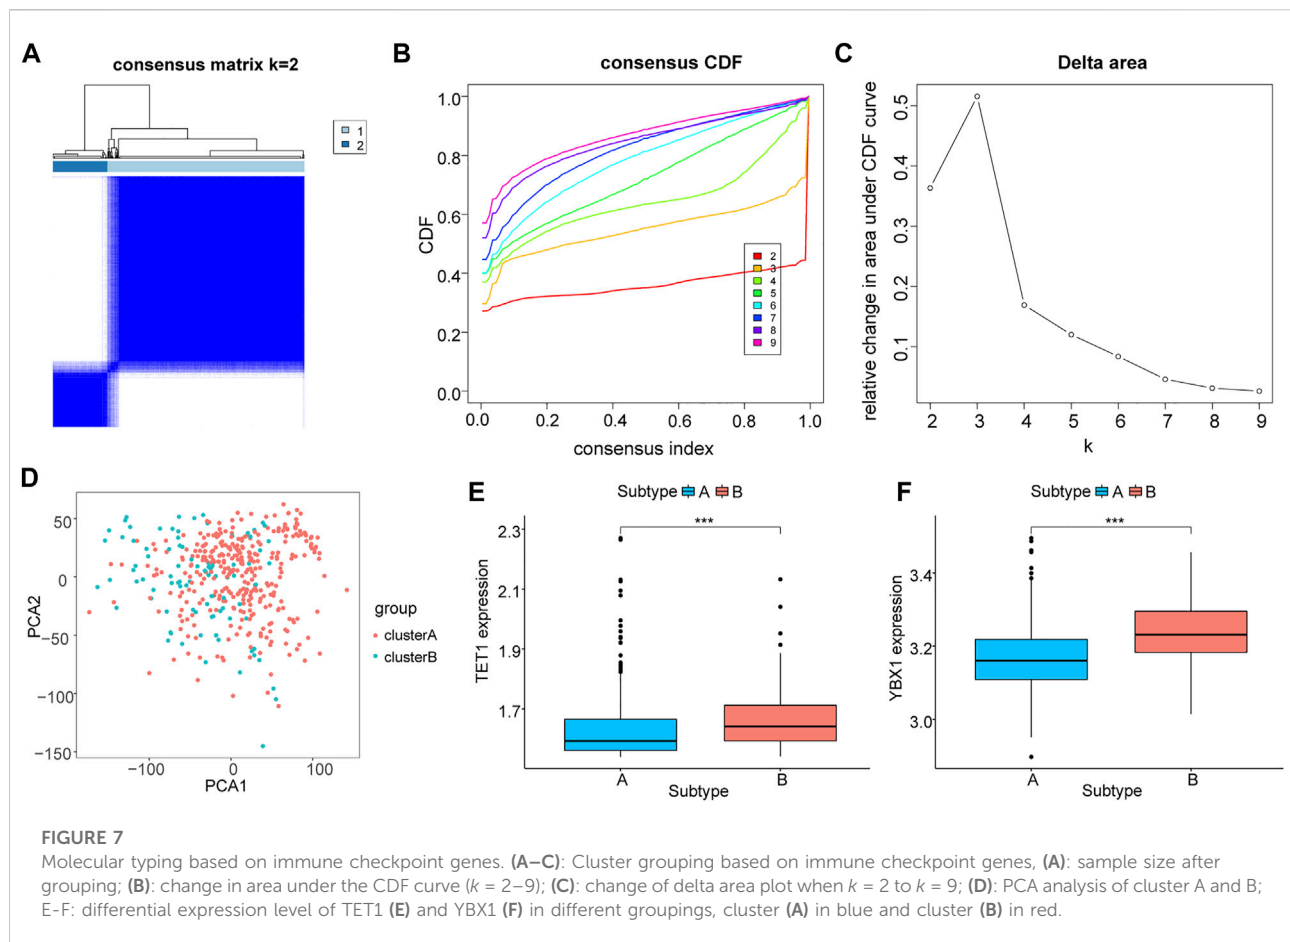 A
consensus matrix k=2
1
2
B
consensus CDF
CDF
1.0
0.8
0.6
0.4
0.2
0.0
2
3
4
5
6
7
8
9
0.0 0.2 0.4 0.6 0.8 1.0
consensus index
C
Delta area
relative change in area under CDF curve
0.5
0.4
0.3
0.2
0.1
2 3 4 5 6 7 8 9
k
D
PCA2
50
0
−50
−100
−150
−100 0 100
PCA1
group
clusterA
clusterB
E
Subtype A B
***
TET1 expression
2.3
2.1
1.9
1.7
A B
Subtype
F
Subtype A B
***
YBX1 expression
3.4
3.2
3.0
A B
Subtype
FIGURE 7
Molecular typing based on immune checkpoint genes. (A–C): Cluster grouping based on immune checkpoint genes, (A): sample size after
grouping; (B): change in area under the CDF curve (k = 2–9); (C): change of delta area plot when k = 2 to k = 9; (D): PCA analysis of cluster A and B;
E-F: differential expression level of TET1 (E) and YBX1 (F) in different groupings, cluster (A) in blue and cluster (B) in red.